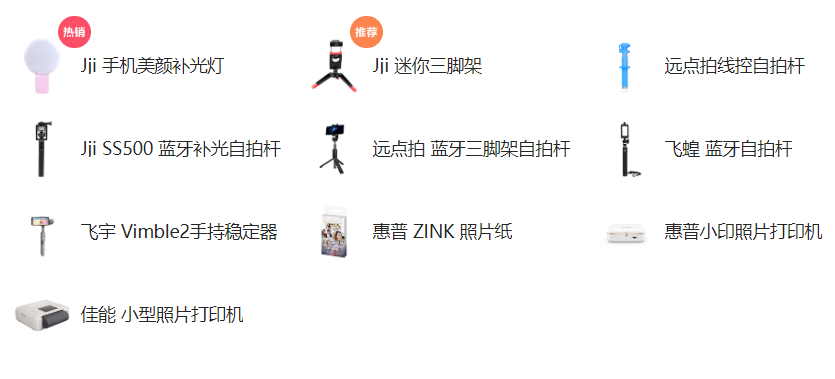 热销
Jji 手机美颜补光灯
推荐
Jji 迷你三脚架
远点拍线控自拍杆
Jji SS500 蓝牙补光自拍杆
远点拍 蓝牙三脚架自拍杆
飞蝗 蓝牙自拍杆
飞宇 Vimble2手持稳定器
惠普 ZINK 照片纸
惠普小印照片打印机
佳能 小型照片打印机